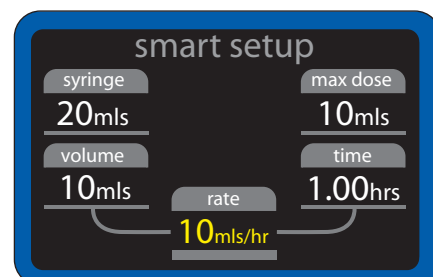 smart setup
syringe
20mls
max dose
10mls
volume
10mls
time
1.00hrs
rate
10mls/hr